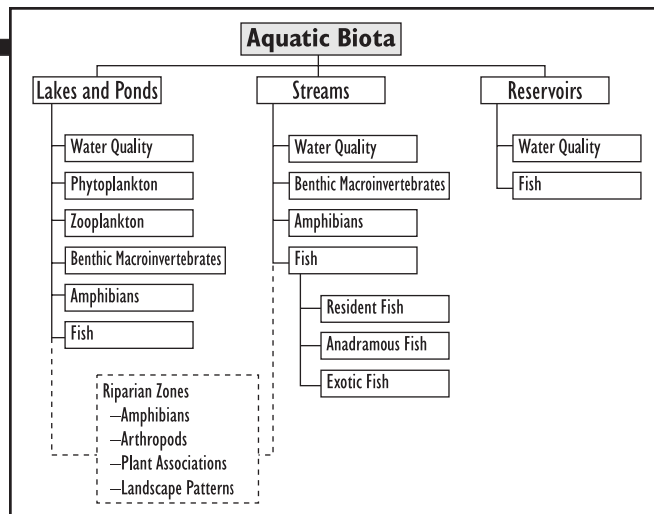 Aquatic Biota
Lakes and Ponds
Water Quality
Phytoplankton
Zooplankton
Benthic Macroinvertebrates
Amphibians
Fish
Streams
Water Quality
Benthic Macroinvertebrates
Amphibians
Fish
Resident Fish
Anadramous Fish
Exotic Fish
Reservoirs
Water Quality
Fish
Riparian Zones
–Amphibians
–Arthropods
–Plant Associations
–Landscape Patterns